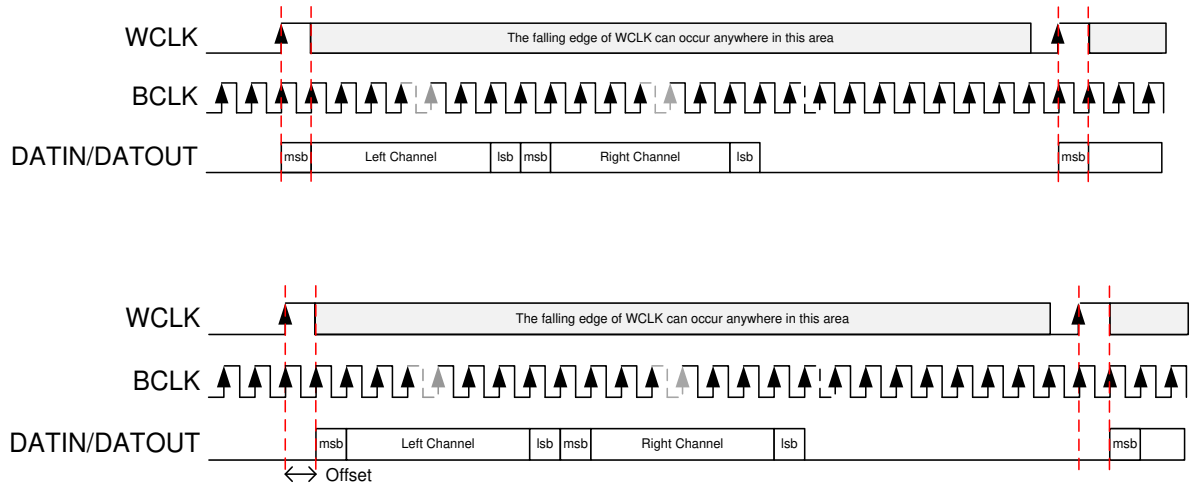 WCLK
The falling edge of WCLK can occur anywhere in this area
BCLK
DATIN/DATOUT
msb Left Channel lsb msb Right Channel lsb msb
WCLK
The falling edge of WCLK can occur anywhere in this area
BCLK
DATIN/DATOUT
msb Left Channel lsb msb Right Channel lsb msb
Offset